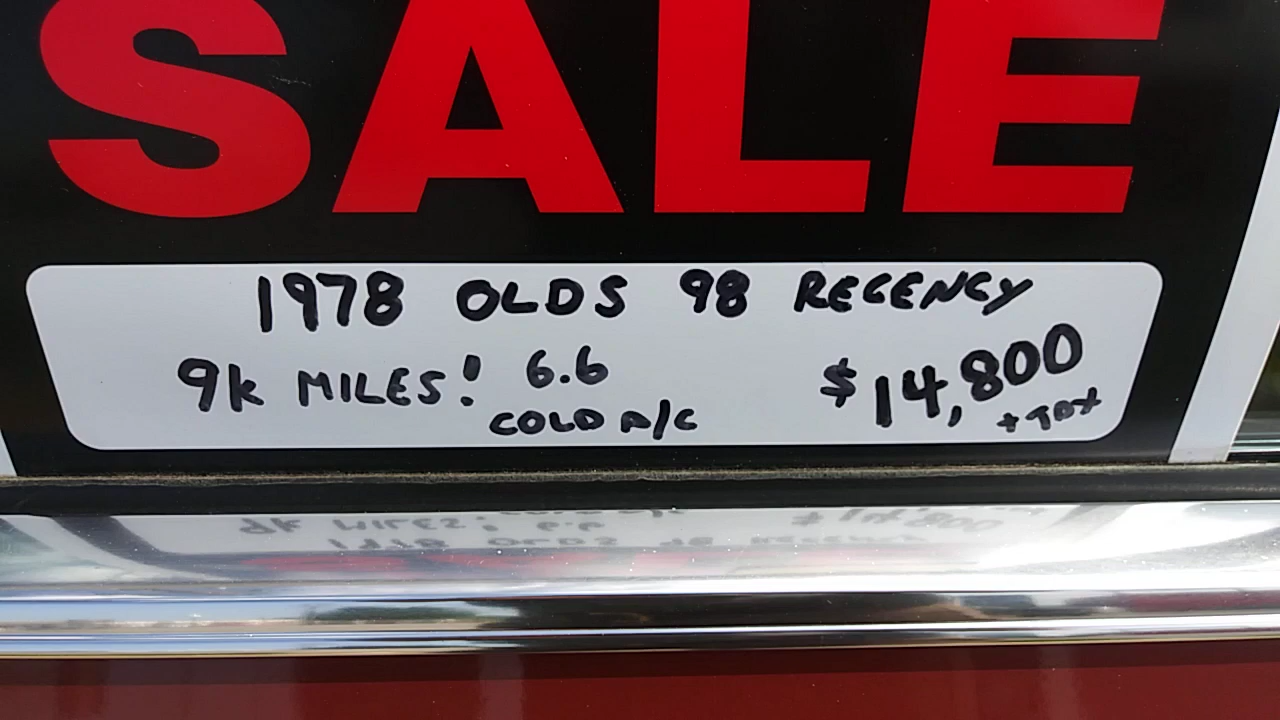 SALE
1978 OLDS 98 REGENCY
9K MILES! 6.6 $14,800
COLD A/C + TAX